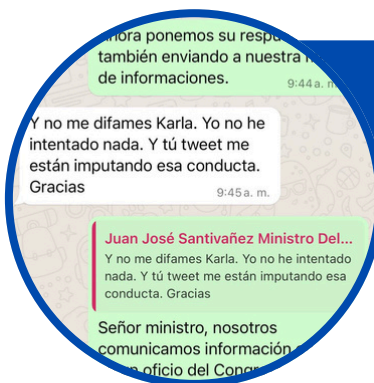 ahora ponemos su
también enviando a nuestra
de informaciones.
9:44 a. m.
Y no me difames Karla. Yo no he
intentado nada. Y tú tweet me
están imputando esa conducta.
Gracias
9:45 a. m.
Juan José Santivañez Ministro Del...
Y no me difames Karla. Yo no he intentado
nada. Y tú tweet me están imputando esa
conducta. Gracias
Señor ministro, nosotros
comunicamos información
oficio del